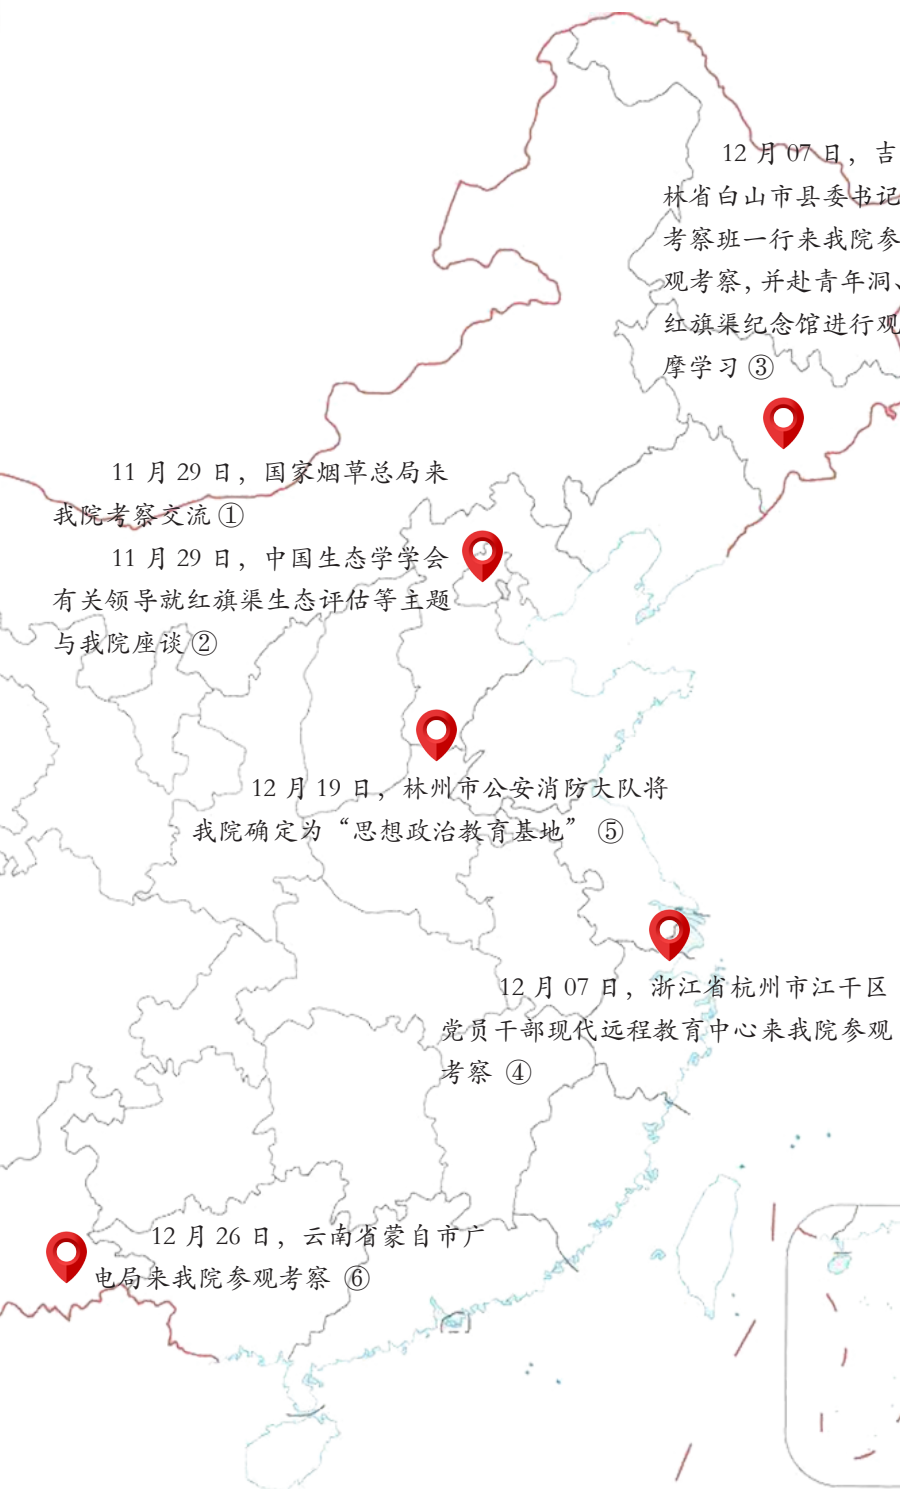 12 月 07 日，吉
林省白山市县委书记
考察班一行来我院参
观考察，并赴青年洞、
红旗渠纪念馆进行观
摩学习 ③
11 月 29 日，国家烟草总局来
我院考察交流 ①
11 月 29 日，中国生态学学会
有关领导就红旗渠生态评估等主题
与我院座谈 ②
12 月 19 日，林州市公安消防大队将
我院确定为“思想政治教育基地” ⑤
12 月 07 日，浙江省杭州市江干区
党员干部现代远程教育中心来我院参观
考察 ④
12 月 26 日，云南省蒙自市广
电局来我院参观考察 ⑥